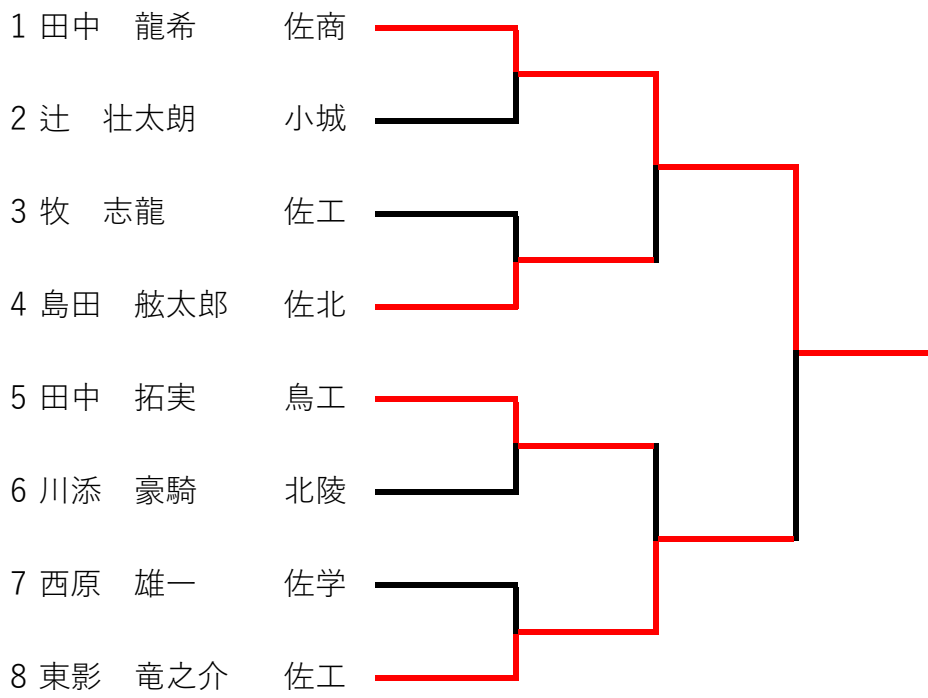 1 田中　龍希　佐商
2 辻　壮太朗　小城
3 牧　志龍　佐工
4 島田　舷太郎　佐北
5 田中　拓実　鳥工
6 川添　豪騎　北陵
7 西原　雄一　佐学
8 東影　竜之介　佐工